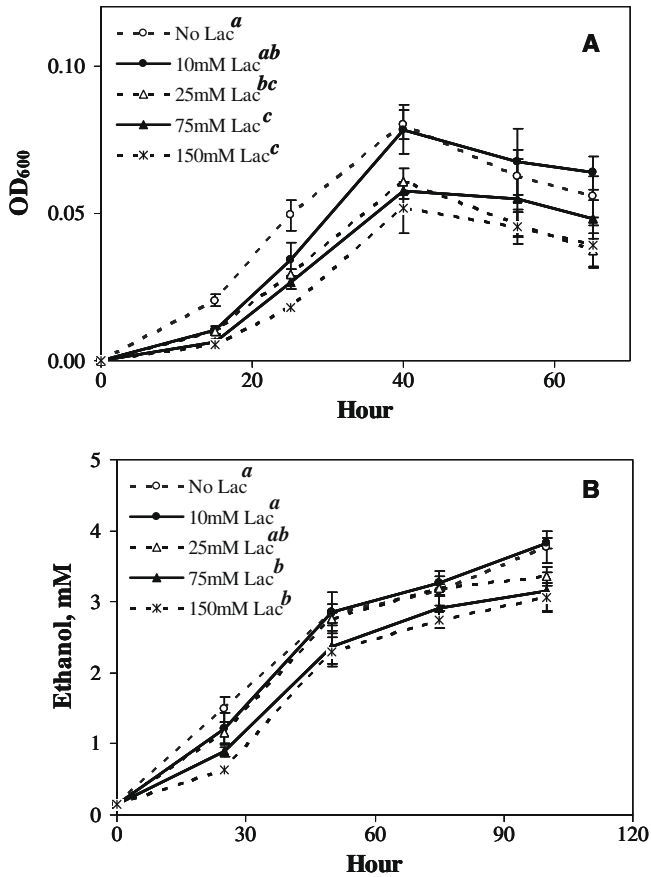 No Lac a
A
10mM Lac ab
25mM Lac bc
75mM Lac c
150mM Lac c
0.10
0.05
0.00
OD600
0 20 40 60
Hour
No Lac a
B
10mM Lac a
25mM Lac ab
75mM Lac b
150mM Lac b
5
4
3
2
1
0
Ethanol, mM
0 30 60 90 120
Hour